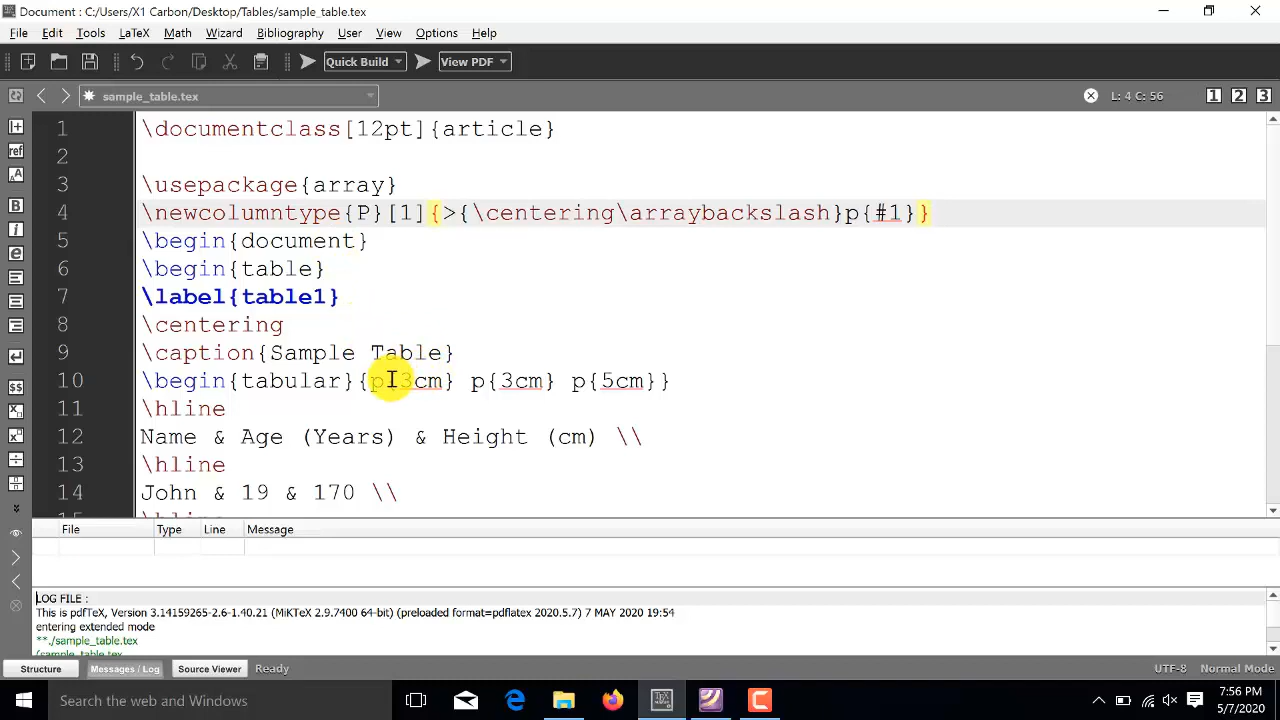 Document : C:/Users/X1 Carbon/Desktop/Tables/sample_table.tex
File Edit Tools LaTeX Math Wizard Bibliography User View Options Help
Quick Build View PDF
sample_table.tex L: 4 C: 56 1 2 3
1 \documentclass[12pt]{article}
2
3 \usepackage{array}
4 \newcolumntype{P}[1]{>{\centering\arraybackslash}p{#1}}
5 \begin{document}
6 \begin{table}
7 \label{table1}
8 \centering
9 \caption{Sample Table}
10 \begin{tabular}{p{3cm} p{3cm} p{5cm}}
11 \hline
12 Name & Age (Years) & Height (cm) \\
13 \hline
14 John & 19 & 170 \\
15 \hline
File Type Line Message
LOG FILE :
This is pdfTeX, Version 3.14159265-2.6-1.40.21 (MiKTeX 2.9.7400 64-bit) (preloaded format=pdflatex 2020.5.7) 7 MAY 2020 19:54
entering extended mode
**./sample_table.tex
(sample_table.tex
Structure Messages / Log Source Viewer Ready UTF-8 Normal Mode
Search the web and Windows
7:56 PM
5/7/2020